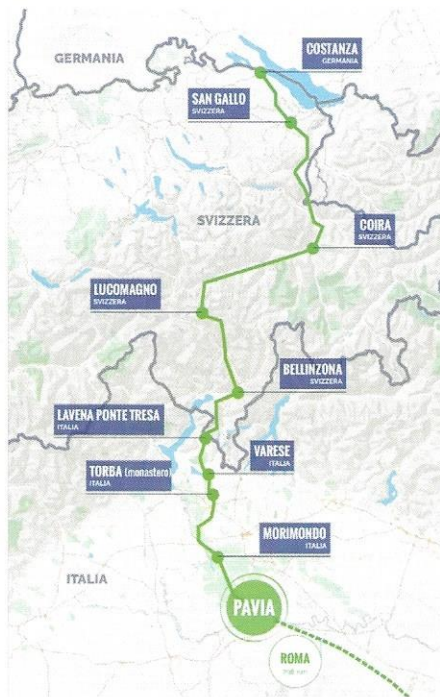 GERMANIA
COSTANZA
GERMANIA
SAN GALLO
SVIZZERA
SVIZZERA
COIRA
SVIZZERA
LUCOMAGNO
SVIZZERA
BELLINZONA
SVIZZERA
LAVENA PONTE TRESA
ITALIA
VARESE
ITALIA
TORBA (monastero)
ITALIA
MORIMONDO
ITALIA
ITALIA
PAVIA
ROMA